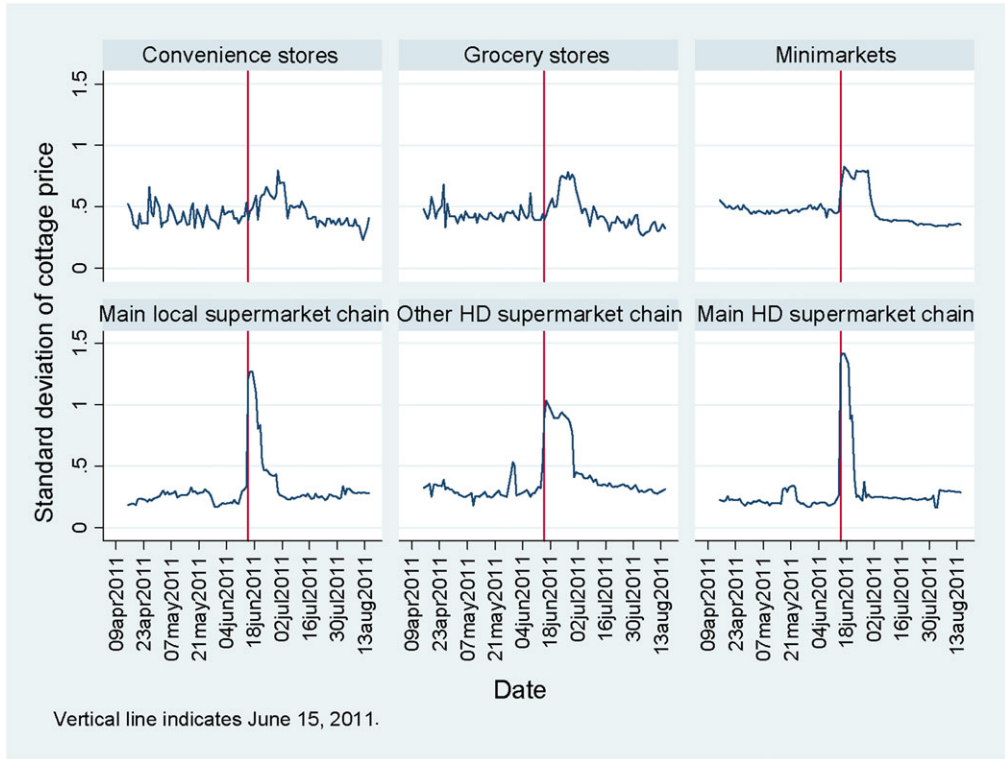 Convenience stores
Grocery stores
Minimarkets
Standard deviation of cottage price
1.5
1
.5
0
Main local supermarket chain
Other HD supermarket chain
Main HD supermarket chain
1.5
1
.5
0
09apr2011
23apr2011
07may2011
21may2011
04jun2011
18jun2011
02jul2011
16jul2011
30jul2011
13aug2011
09apr2011
23apr2011
07may2011
21may2011
04jun2011
18jun2011
02jul2011
16jul2011
30jul2011
13aug2011
09apr2011
23apr2011
07may2011
21may2011
04jun2011
18jun2011
02jul2011
16jul2011
30jul2011
13aug2011
Date
Vertical line indicates June 15, 2011.